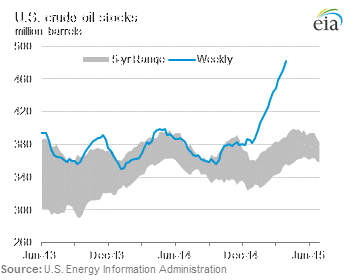 eia
U.S. crude oil stocks
million barrels
500
5-yr Range Weekly
460
420
380
340
300
260
Jun-13 Dec-13 Jun-14 Dec-14 Jun-15
Source: U.S. Energy Information Administration